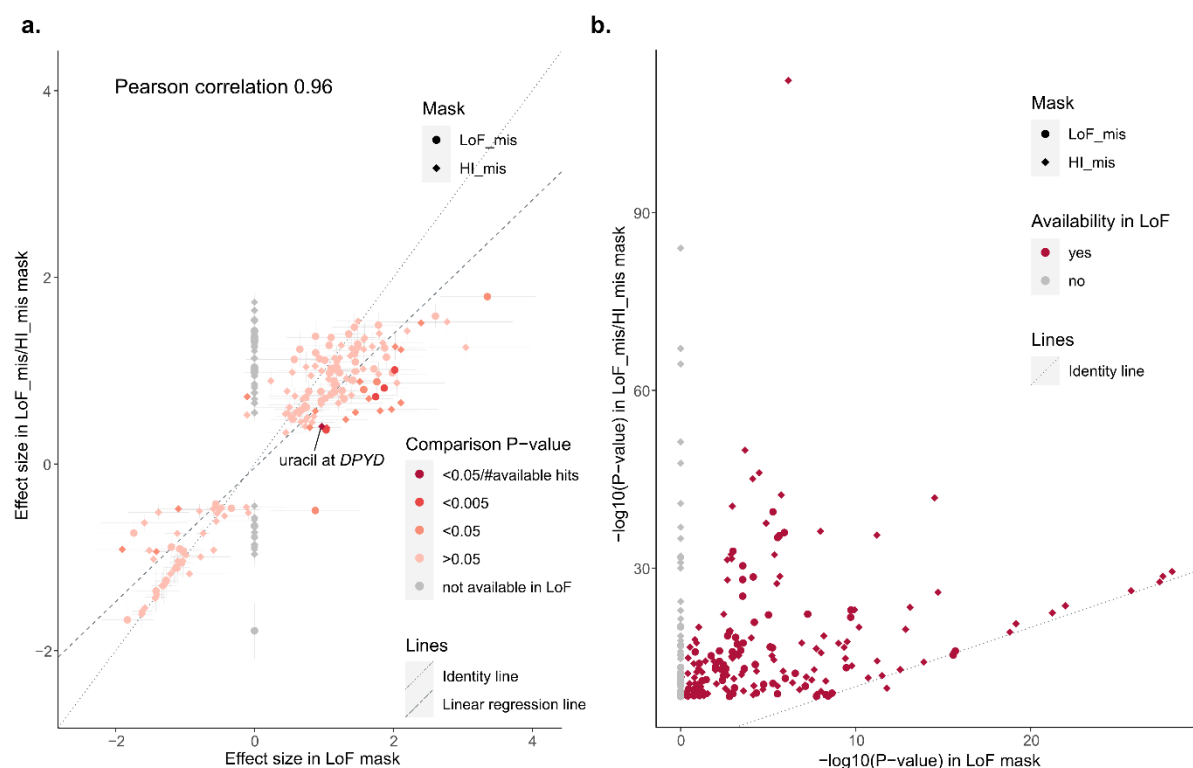 a.
Pearson correlation 0.96
4
2
0
−2
−2
0
2
4
Effect size in LoF_mis/HI_mis mask
Effect size in LoF mask
Mask
LoF_mis
HI_mis
uracil at DPYD
Comparison P−value
<0.05/#available hits
<0.005
<0.05
>0.05
not available in LoF
Lines
Identity line
Linear regression line
b.
90
60
30
0
10
20
−log10(P−value) in LoF_mis/HI_mis mask
−log10(P−value) in LoF mask
Mask
LoF_mis
HI_mis
Availability in LoF
yes
no
Lines
Identity line